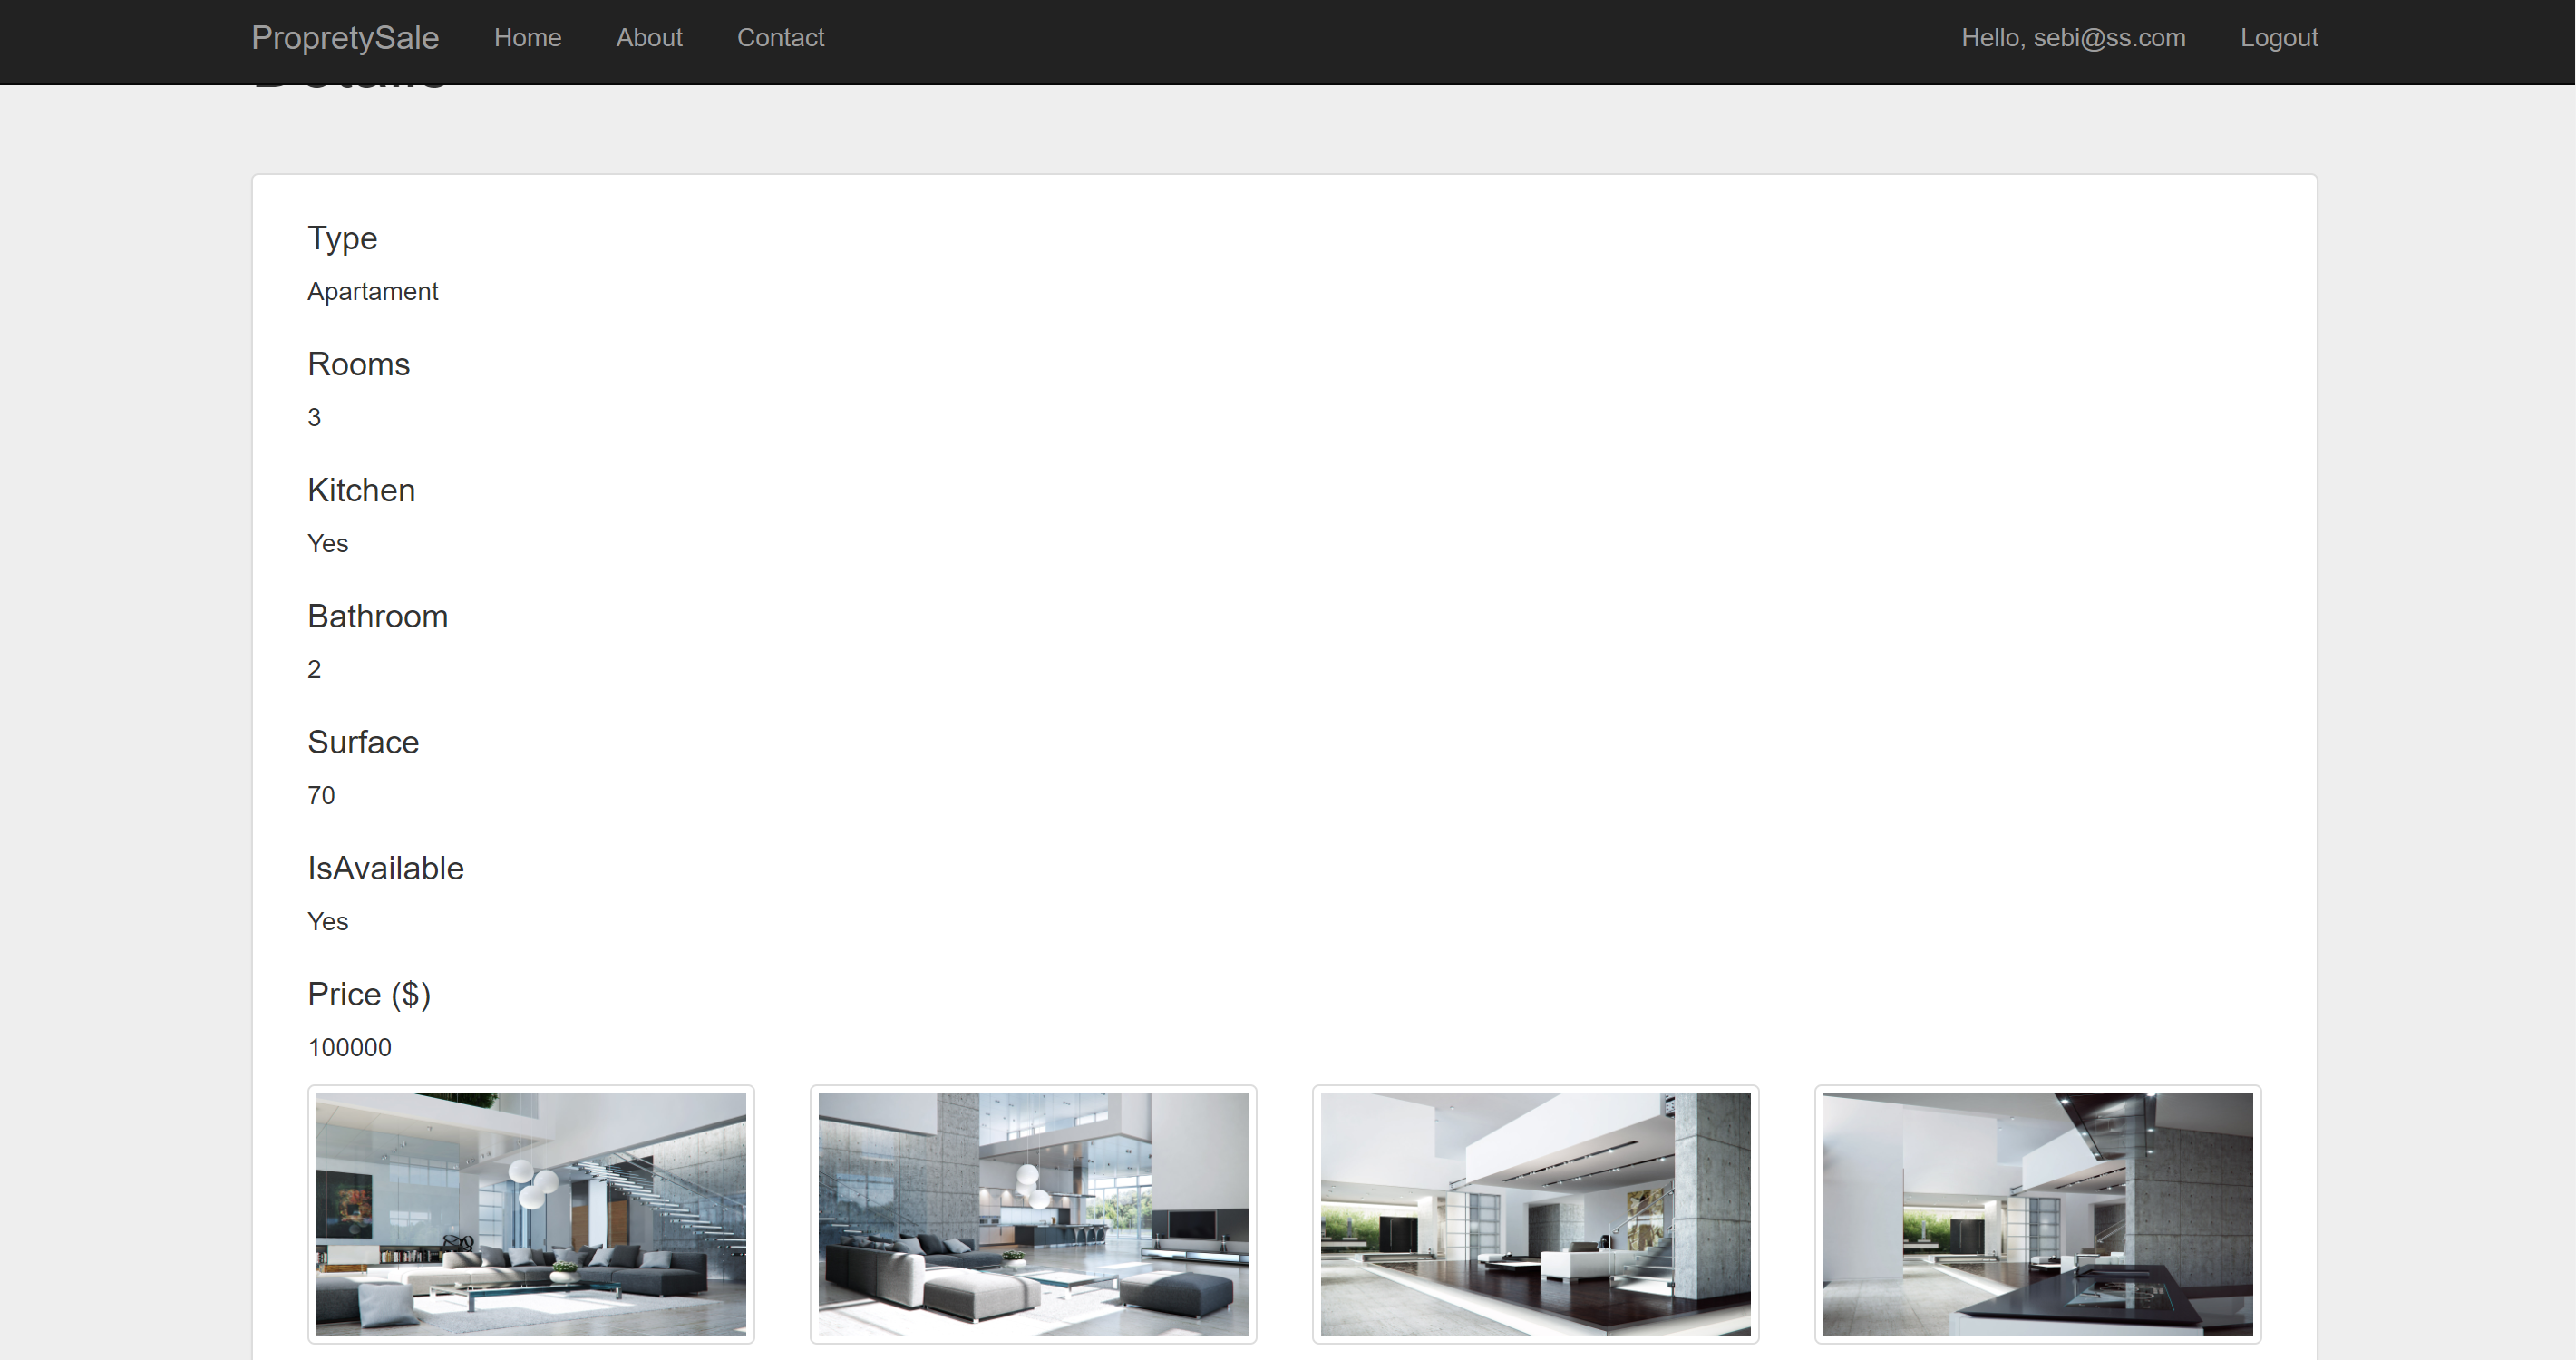 PropretySale Home About Contact Hello, sebi@ss.com Logout
Type
Apartament
Rooms
3
Kitchen
Yes
Bathroom
2
Surface
70
IsAvailable
Yes
Price ($)
100000